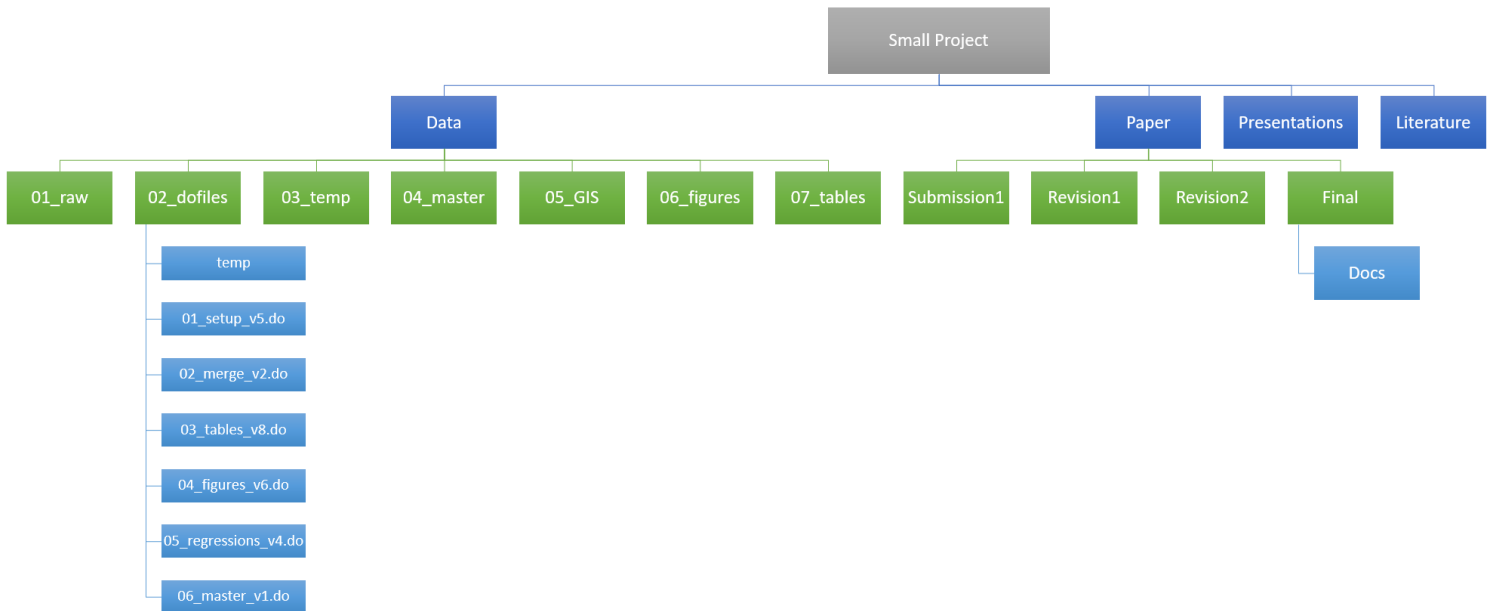 Small Project
Data
Paper
Presentations
Literature
01_raw
02_dofiles
03_temp
04_master
05_GIS
06_figures
07_tables
Submission1
Revision1
Revision2
Final
temp
Docs
01_setup_v5.do
02_merge_v2.do
03_tables_v8.do
04_figures_v6.do
05_regressions_v4.do
06_master_v1.do